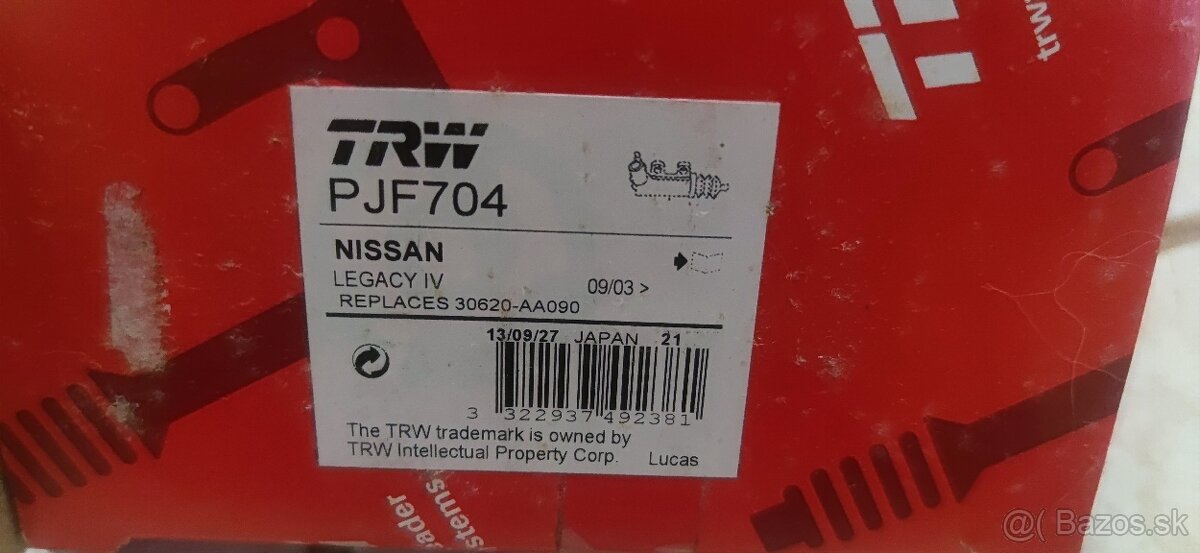 trw
TRW
PJF704
NISSAN
LEGACY IV
09/03 >
REPLACES 30620-AA090
13/09/27 JAPAN 21
3 322937 492381
The TRW trademark is owned by
TRW Intellectual Property Corp. Lucas
@( Bazos.sk